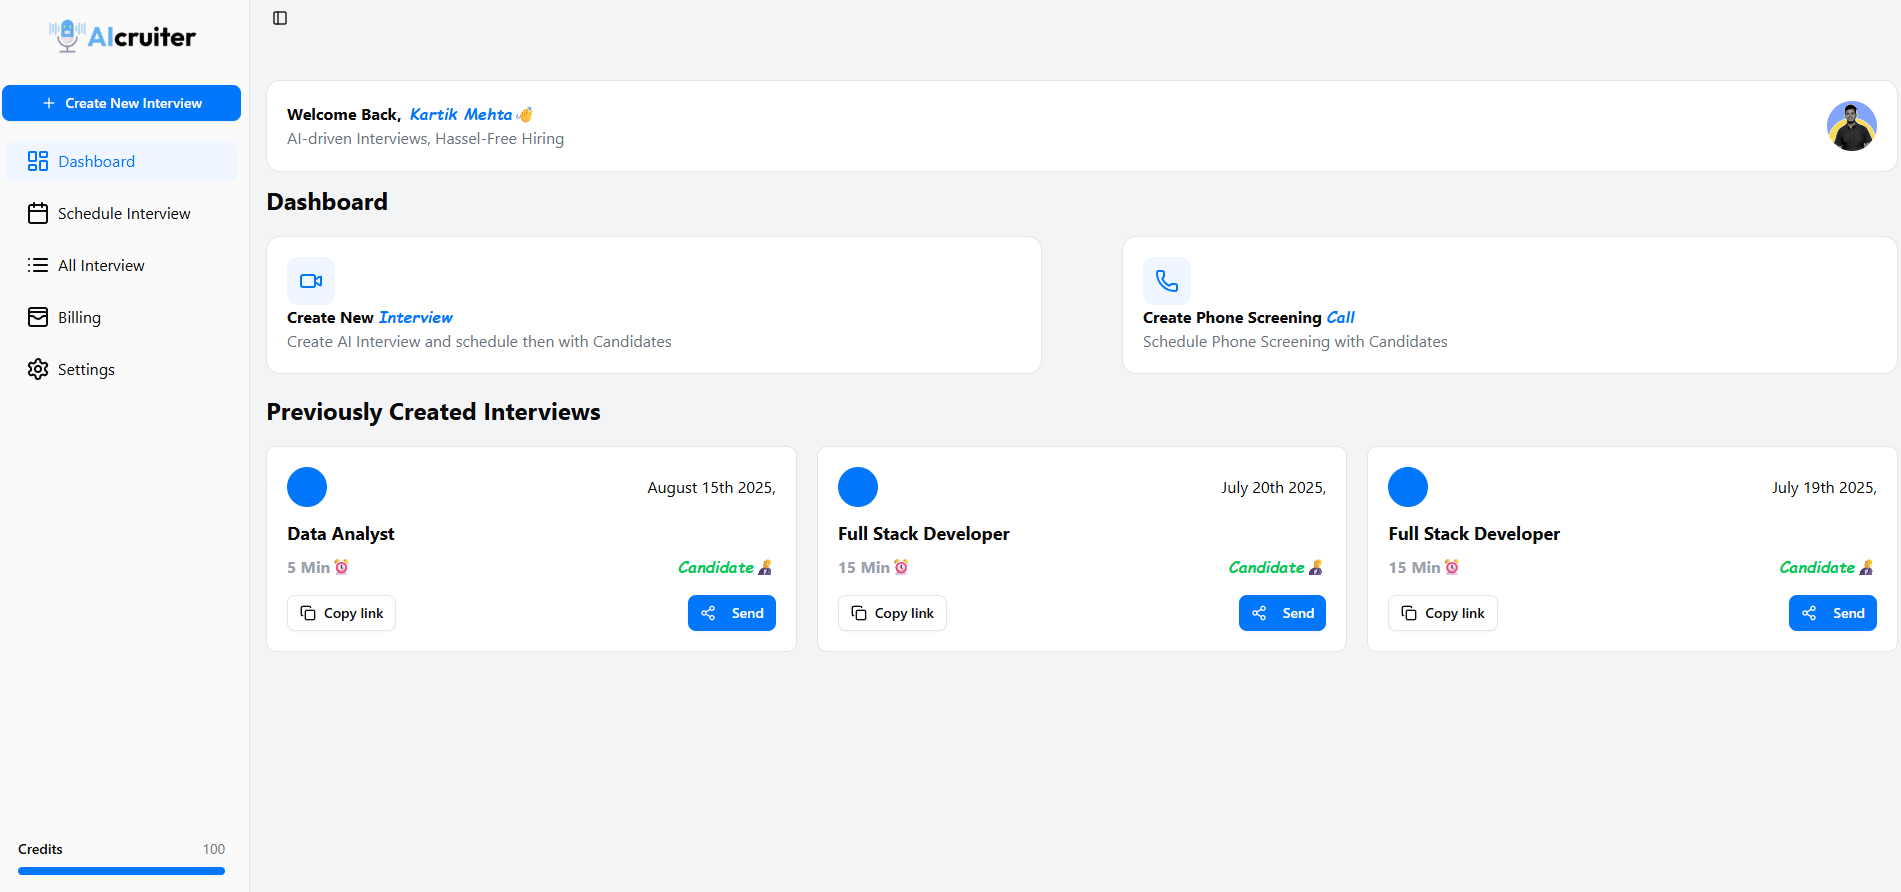 AIcruiter
+ Create New Interview
Dashboard
Schedule Interview
All Interview
Billing
Settings
Credits 100
Welcome Back, Kartik Mehta👋
AI-driven Interviews, Hassel-Free Hiring
Dashboard
Create New Interview
Create AI Interview and schedule then with Candidates
Create Phone Screening Call
Schedule Phone Screening with Candidates
Previously Created Interviews
August 15th 2025,
Data Analyst
5 Min⏰ Candidate
Copy link Send
July 20th 2025,
Full Stack Developer
15 Min⏰ Candidate
Copy link Send
July 19th 2025,
Full Stack Developer
15 Min⏰ Candidate
Copy link Send